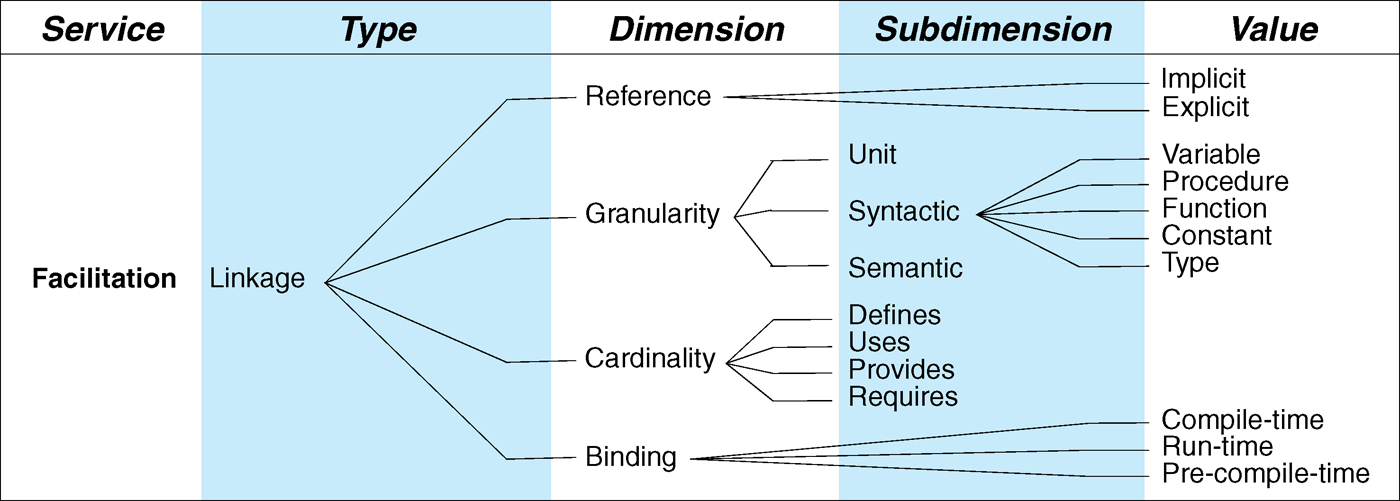 Service Type Dimension Subdimension Value
Implicit
Reference
Explicit
Unit Variable
Procedure
Granularity Syntactic Function
Constant
Semantic Type
Facilitation Linkage
Defines
Uses
Cardinality
Provides
Requires
Compile-time
Binding Run-time
Pre-compile-time